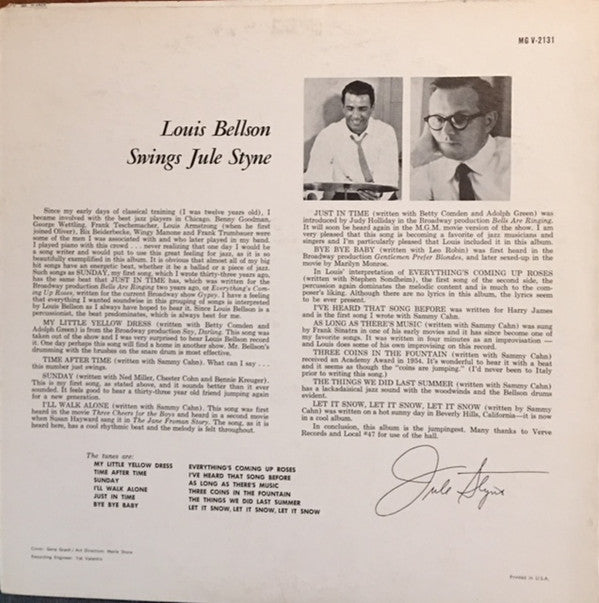 MG V-2131
Louis Bellson
Swings Jule Styne
Since my early days of classical training (I was twelve years old), I
became involved with the best jazz players in Chicago. Benny Goodman,
George Wettling, Frank Teschemacher, Louis Armstrong (when he first
joined Oliver), Bix Beiderbecke, Wingy Manone and Frank Trumbauer were
some of the men I was associated with and who later played in my band.
I played piano with this crowd . . . never realizing that one day I would be
a song writer and would put to use this great feeling for jazz, as it is so
beautifully exemplified in this album. It is obvious that almost all of my big
hit songs have an energetic beat, whether it be a ballad or a piece of jazz.
Such songs as SUNDAY, my first song, which I wrote thirty-three years ago,
has the same beat that JUST IN TIME has, which was written for the
Broadway production Bells Are Ringing two years ago, or Everything's Com-
ing Up Roses, written for the current Broadway show Gypsy. I have a feeling
that everything I wanted soundwise in this grouping of songs is interpreted
by Louis Bellson as I always have hoped to hear it. Since Louis Bellson is a
percussionist, the beat predominates, which is always best for me.
MY LITTLE YELLOW DRESS (written with Betty Comden and
Adolph Green) is from the Broadway production Say, Darling. This song was
taken out of the show and I was very surprised to hear Louis Bellson record
it. One day perhaps this song will find a home in another show. Mr. Bellson's
drumming with the brushes on the snare drum is most effective.
TIME AFTER TIME (written with Sammy Cahn). What can I say . . .
this number just swings.
SUNDAY (written with Ned Miller, Chester Cohn and Bennie Kreuger).
This is my first song, as stated above, and it sounds better than it ever
sounded. It feels good to hear a thirty-three year old friend jumping again
for a new generation.
I'LL WALK ALONE (written with Sammy Cahn). This song was first
heard in the movie Three Cheers for the Boys and heard in a second movie
when Susan Hayward sang it in The Jane Froman Story. The song, as it is
heard here, has a cool rhythmic beat and the melody is felt throughout.
JUST IN TIME (written with Betty Comden and Adolph Green) was
introduced by Judy Holliday in the Broadway production Bells Are Ringing.
It will soon be heard again in the M.G.M. movie version of the show. I am
very pleased that this song is becoming a favorite of jazz musicians and
singers and I'm particularly pleased that Louis included it in this album.
BYE BYE BABY (written with Leo Robin) was first heard in the
Broadway production Gentlemen Prefer Blondes, and later sexed-up in the
movie by Marilyn Monroe.
In Louis' interpretation of EVERYTHING'S COMING UP ROSES
(written with Stephen Sondheim), the first song of the second side, the
percussion again dominates the melodic content and is much to the com-
poser's liking. Although there are no lyrics in this album, the lyrics seem
to be ever present.
I'VE HEARD THAT SONG BEFORE was written for Harry James
and is the first song I wrote with Sammy Cahn.
AS LONG AS THERE'S MUSIC (written with Sammy Cahn) was sung
by Frank Sinatra in one of his early movies and it has since become one of
my favorite songs. It was written in four minutes as an improvisation —
and Louis does some of his own improvising on this record.
THREE COINS IN THE FOUNTAIN (written with Sammy Cahn)
received an Academy Award in 1954. It's wonderful to hear it with a beat
and it seems as though the "coins are jumping." (I'd never been to Italy
prior to writing this song.)
THE THINGS WE DID LAST SUMMER (written with Sammy Cahn)
has a lackadaisical jazz sound with the woodwinds and the Bellson drums
evident.
LET IT SNOW, LET IT SNOW, LET IT SNOW (written by Sammy
Cahn) was written on a hot sunny day in Beverly Hills, California—it is now
in a cool album.
In conclusion, this album is the jumpingest. Many thanks to Verve
Records and Local #47 for use of the hall.
Jule Styne
The tunes are:
MY LITTLE YELLOW DRESS
TIME AFTER TIME
SUNDAY
I'LL WALK ALONE
JUST IN TIME
BYE BYE BABY
EVERYTHING'S COMING UP ROSES
I'VE HEARD THAT SONG BEFORE
AS LONG AS THERE'S MUSIC
THREE COINS IN THE FOUNTAIN
THE THINGS WE DID LAST SUMMER
LET IT SNOW, LET IT SNOW, LET IT SNOW
Cover: / Art Direction: Merle Shore
Recording Engineer: Val Valentin
Printed in U.S.A.